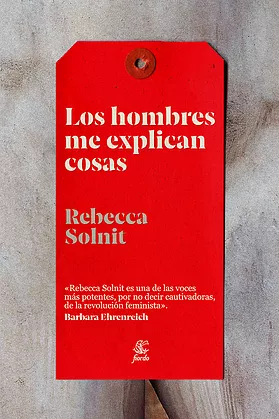 Los hombres
me explican
cosas
Rebecca
Solnit
«Rebecca Solnit es una de las voces
más potentes, por no decir cautivadoras,
de la revolución feminista».
Barbara Ehrenreich
fiordo